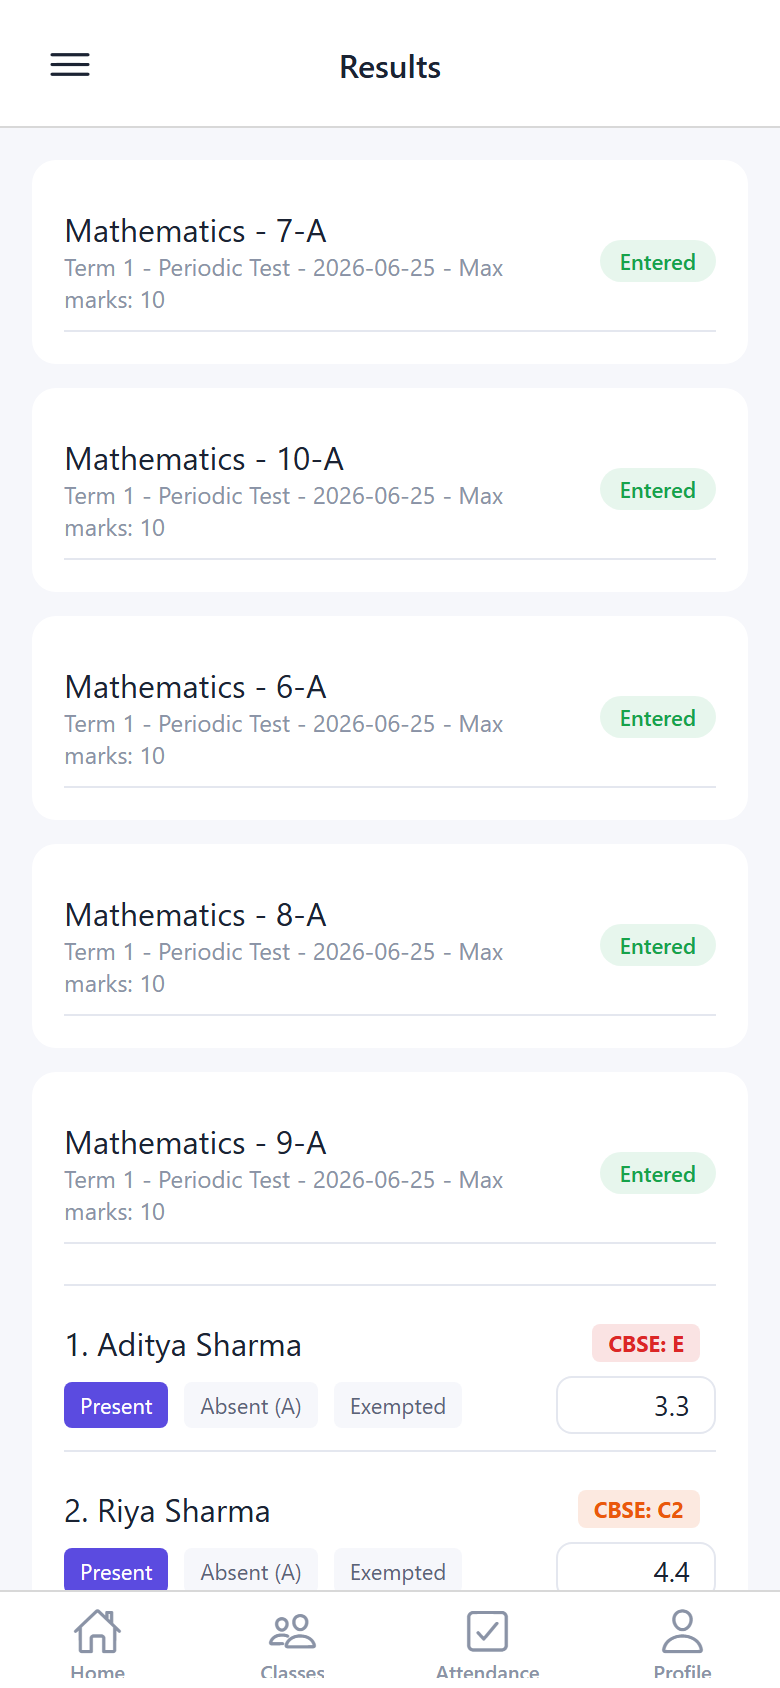 Results
Mathematics - 7-A
Term 1 - Periodic Test - 2026-06-25 - Max
marks: 10
Entered
Mathematics - 10-A
Term 1 - Periodic Test - 2026-06-25 - Max
marks: 10
Entered
Mathematics - 6-A
Term 1 - Periodic Test - 2026-06-25 - Max
marks: 10
Entered
Mathematics - 8-A
Term 1 - Periodic Test - 2026-06-25 - Max
marks: 10
Entered
Mathematics - 9-A
Term 1 - Periodic Test - 2026-06-25 - Max
marks: 10
Entered
1. Aditya Sharma
CBSE: E
Present Absent (A) Exempted 3.3
2. Riya Sharma
CBSE: C2
Present Absent (A) Exempted 4.4
Home Classes Attendance Profile